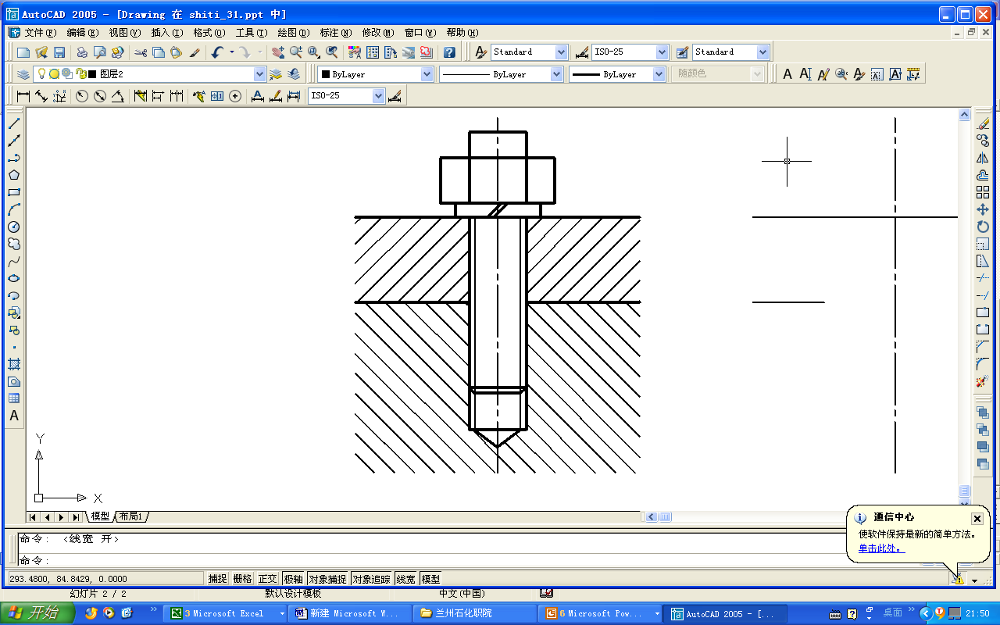 AutoCAD 2005 - [Drawing 在 shiti_31.ppt 中]
文件(F) 编辑(E) 视图(V) 插入(I) 格式(O) 工具(T) 绘图(D) 标注(N) 修改(M) 窗口(W) 帮助(H)
Standard ISO-25 Standard
图层2 ByLayer ByLayer ByLayer 随颜色
ISO-25
A
Y
X
模型 布局1
命令: <线宽 开>
命令:
通信中心
使软件保持最新的简单方法。
单击此处。
293.4800, 84.8429, 0.0000 捕捉 栅格 正交 极轴 对象捕捉 对象追踪 线宽 模型
幻灯片 2 / 2 默认设计模板 中文(中国)
开始 3 Microsoft Excel 新建 Microsoft W... 兰州石化职院 6 Microsoft Pow... AutoCAD 2005 - [... 桌面 21:50